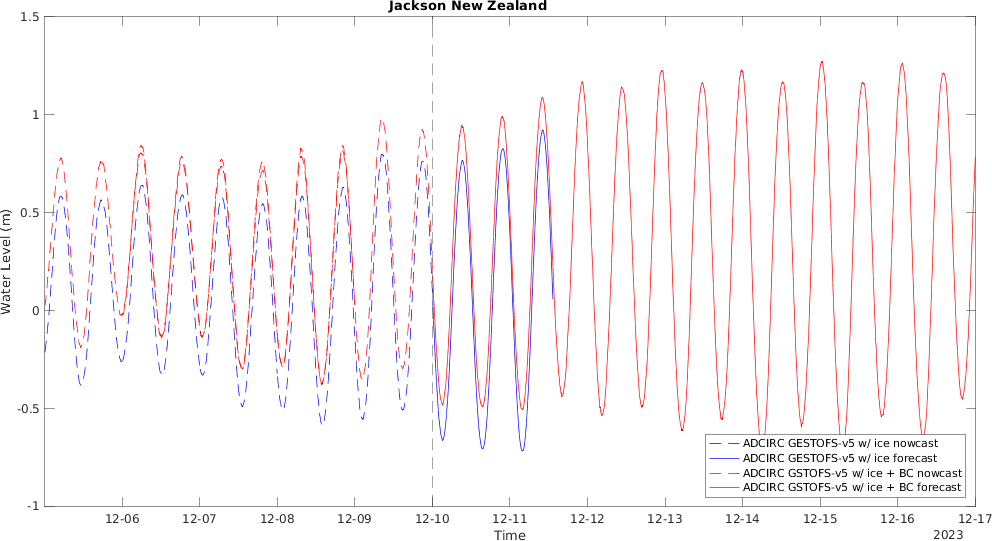 Jackson New Zealand
1.5
1
0.5
0
-0.5
-1
Water Level (m)
12-06
12-07
12-08
12-09
12-10
12-11
12-12
12-13
12-14
12-15
12-16
12-17
Time
2023
ADCIRC GESTOFS-v5 w/ ice nowcast
ADCIRC GESTOFS-v5 w/ ice forecast
ADCIRC GSTOFS-v5 w/ ice + BC nowcast
ADCIRC GSTOFS-v5 w/ ice + BC forecast